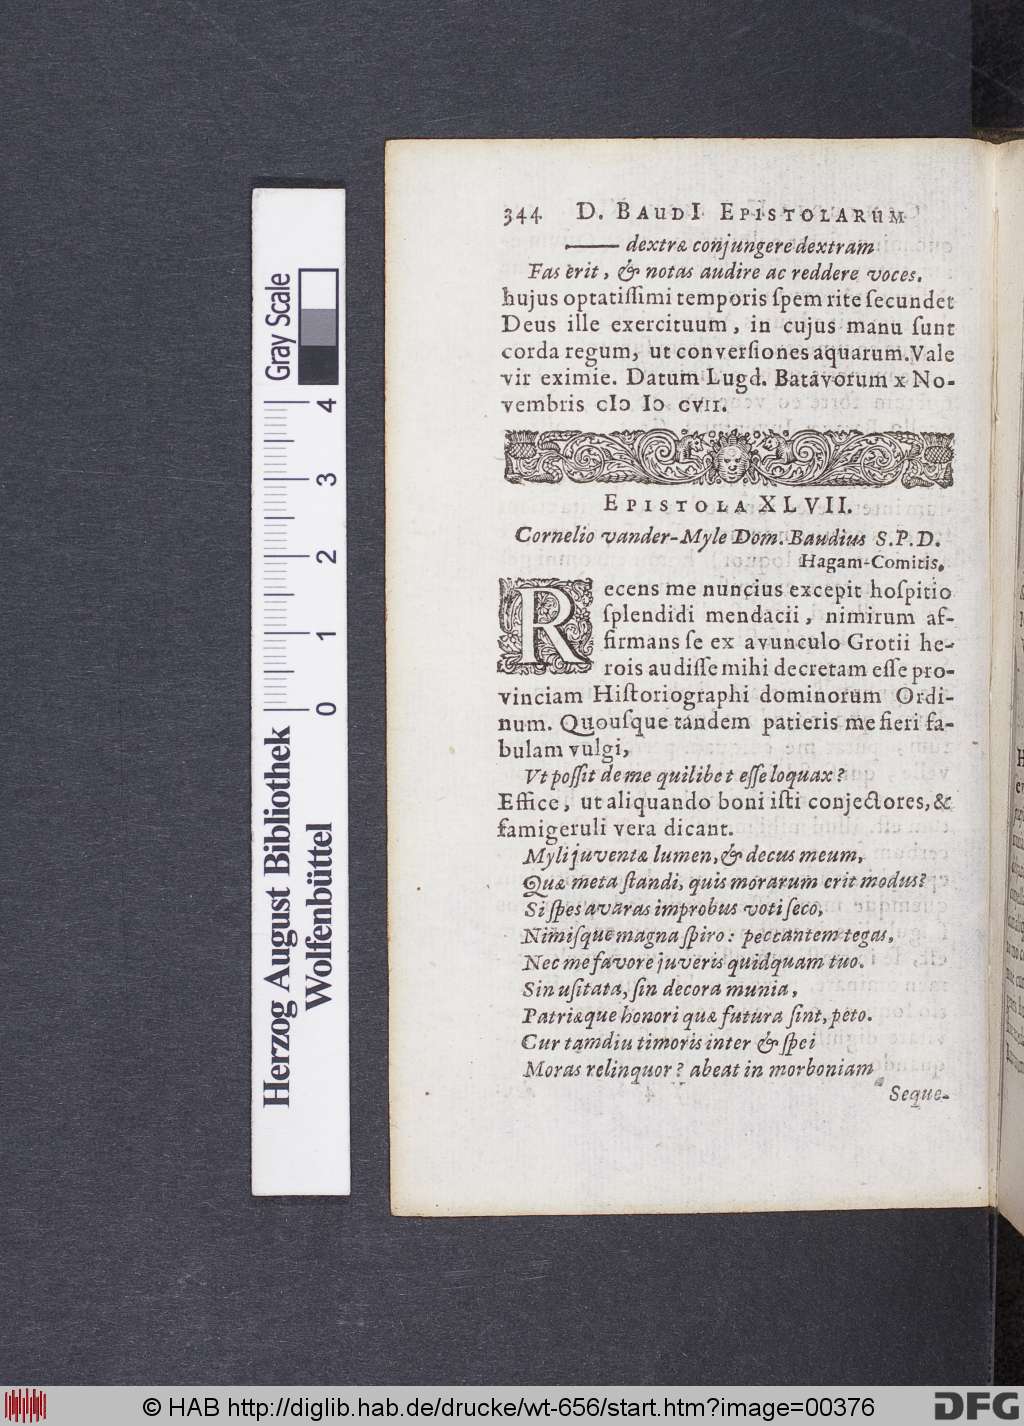 344 D. BAUDI EPISTOLARUM
—— dextræ conjungere dextram
Fas erit, & notas audire ac reddere voces.
hujus optatiſſimi temporis ſpem rite ſecundet
Deus ille exercituum, in cujus manu ſunt
corda regum, ut converſiones aquarum. Vale
vir eximie. Datum Lugd. Batavorum x No-
vembris cIↄ Iↄ cVII.
EPISTOLA XLVII.
Cornelio vander-Myle Dom. Baudius S.P.D.
Hagam-Comitis.
Recens me nuncius excepit hoſpitio
ſplendidi mendacii, nimirum af-
firmans ſe ex avunculo Grotii he-
rois audiſſe mihi decretam eſſe pro-
vinciam Hiſtoriographi dominorum Ordi-
num. Quouſque tandem patieris me fieri fa-
bulam vulgi,
Vt poſſit de me quilibet eſſe loquax?
Effice, ut aliquando boni iſti conjectores, &
famigeruli vera dicant.
Myli juventæ lumen, & decus meum,
Quæ meta ſtandi, quis morarum erit modus?
Si ſpes avaras improbus voti ſeco,
Nimiſque magna ſpiro: peccantem tegas,
Nec me favore juveris quidquam tuo.
Sin uſitata, ſin decora munia,
Patriæque honori quæ futura ſint, peto.
Cur tamdiu timoris inter & ſpei
Moras relinquor? abeat in morboniam
Seque-
Gray Scale
0 1 2 3 4
Herzog August Bibliothek
Wolfenbüttel
© HAB http://diglib.hab.de/drucke/wt-656/start.htm?image=00376
DFG